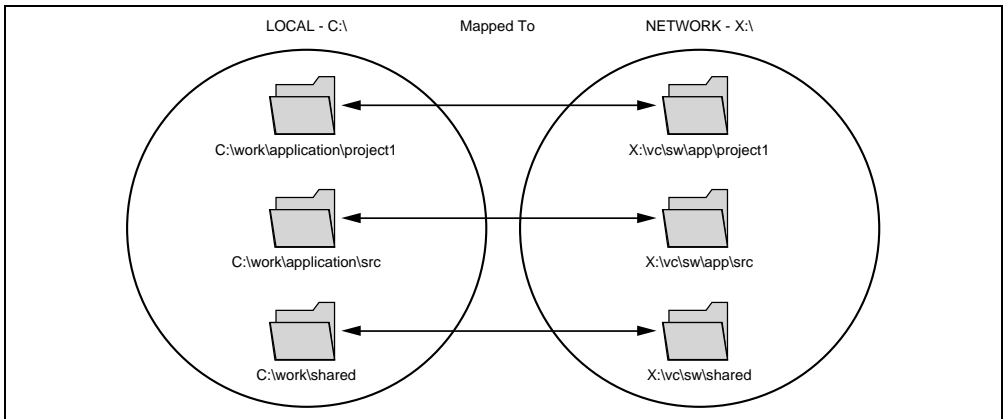 LOCAL - C:\ Mapped To NETWORK - X:\
C:\work\application\project1 X:\vc\sw\app\project1
C:\work\application\src X:\vc\sw\app\src
C:\work\shared X:\vc\sw\shared